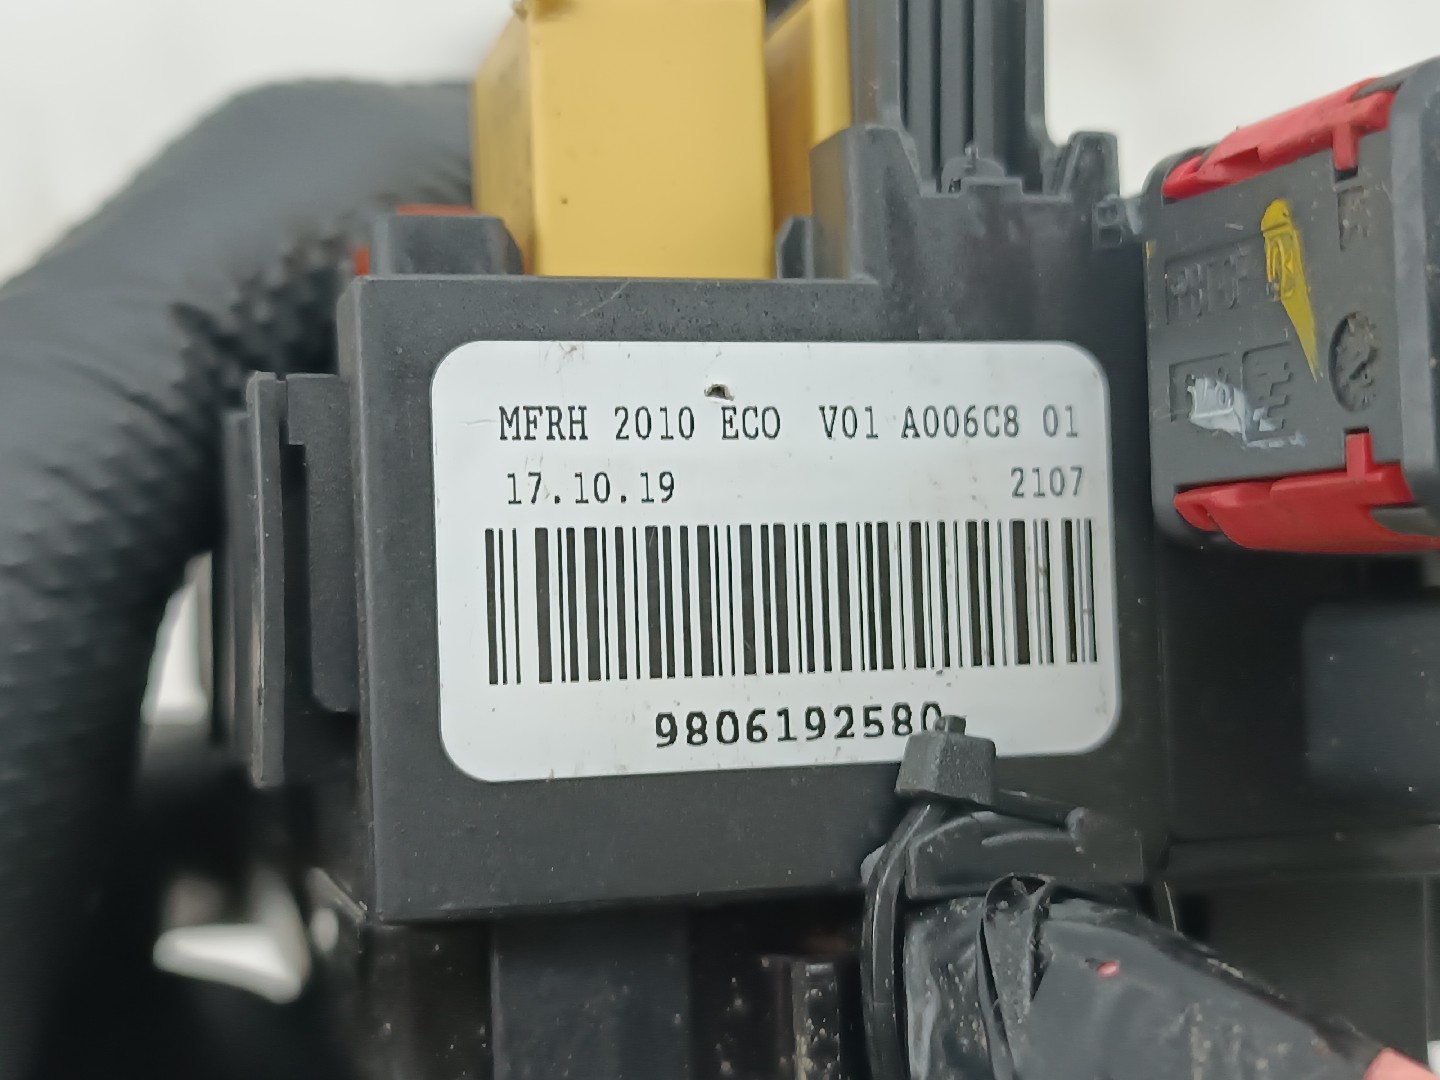 MFRH 2010 ECO V01 A006C8 01
17.10.19 2107
9806192580
B